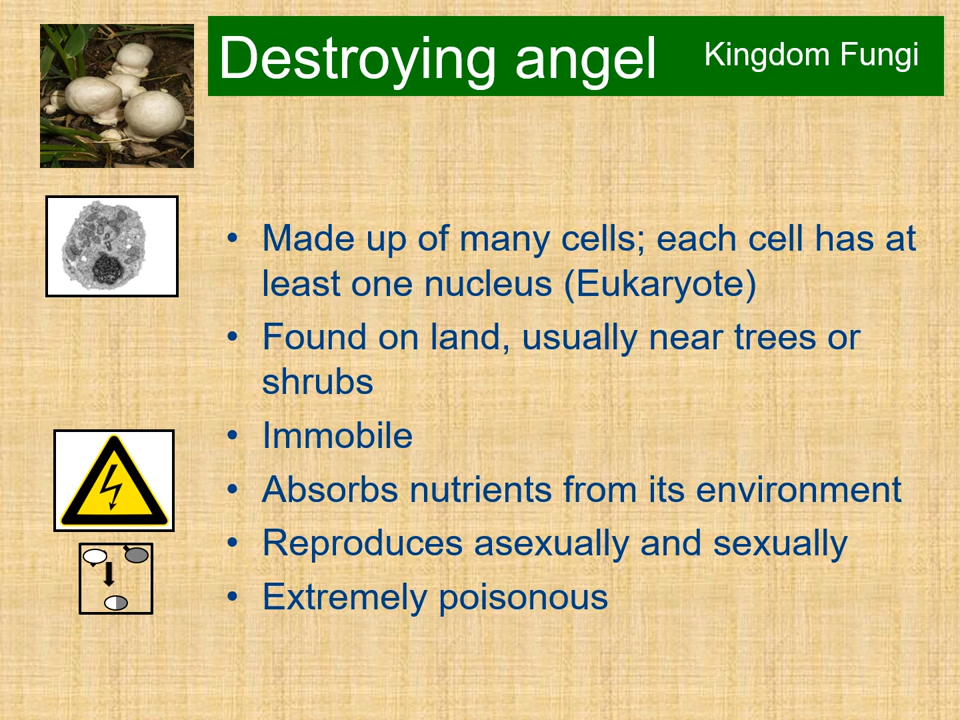 Destroying angel
Kingdom Fungi
• Made up of many cells; each cell has at
least one nucleus (Eukaryote)
• Found on land, usually near trees or
shrubs
• Immobile
• Absorbs nutrients from its environment
• Reproduces asexually and sexually
• Extremely poisonous